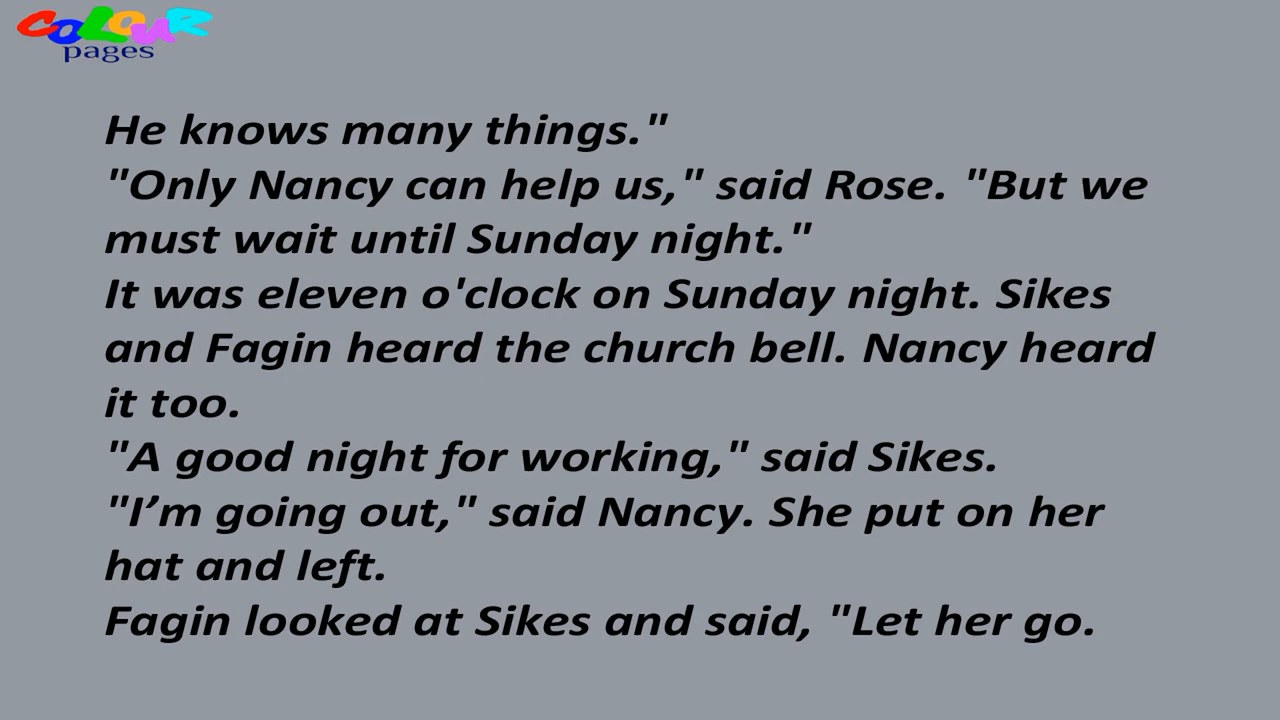 COLOUR
pages
He knows many things."
"Only Nancy can help us," said Rose. "But we
must wait until Sunday night."
It was eleven o'clock on Sunday night. Sikes
and Fagin heard the church bell. Nancy heard
it too.
"A good night for working," said Sikes.
"I’m going out," said Nancy. She put on her
hat and left.
Fagin looked at Sikes and said, "Let her go.